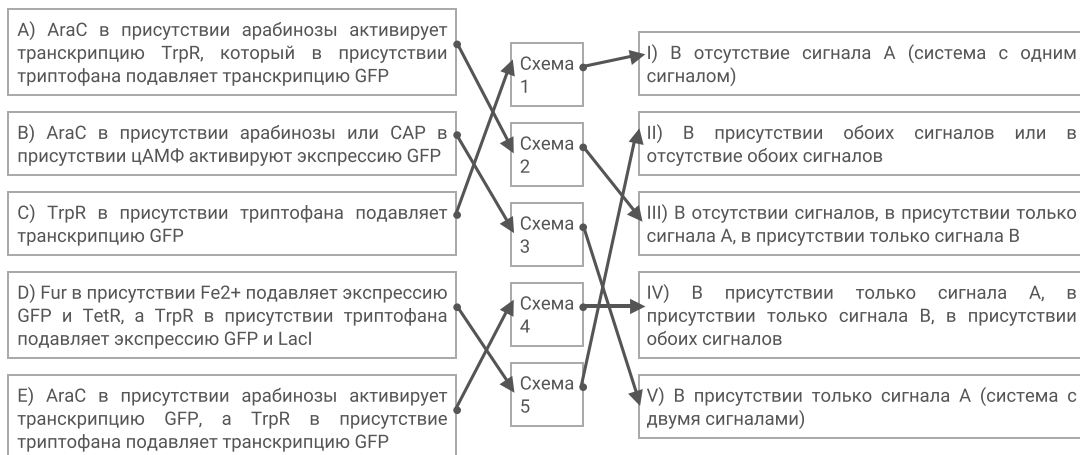 A) AraC в присутствии арабинозы активирует
транскрипцию TrpR, который в присутствии
триптофана подавляет транскрипцию GFP
B) AraC в присутствии арабинозы или CAP в
присутствии цАМФ активируют экспрессию GFP
C) TrpR в присутствии триптофана подавляет
транскрипцию GFP
D) Fur в присутствии Fe2+ подавляет экспрессию
GFP и TetR, а TrpR в присутствии триптофана
подавляет экспрессию GFP и LacI
E) AraC в присутствии арабинозы активирует
транскрипцию GFP, а TrpR в присутствие
триптофана подавляет транскрипцию GFP
Схема
1
Схема
2
Схема
3
Схема
4
Схема
5
I) В отсутствие сигнала А (система с одним
сигналом)
II) В присутствии обоих сигналов или в
отсутствие обоих сигналов
III) В отсутствии сигналов, в присутствии только
сигнала А, в присутствии только сигнала В
IV) В присутствии только сигнала А, в
присутствии только сигнала В, в присутствии
обоих сигналов
V) В присутствии только сигнала А (система с
двумя сигналами)